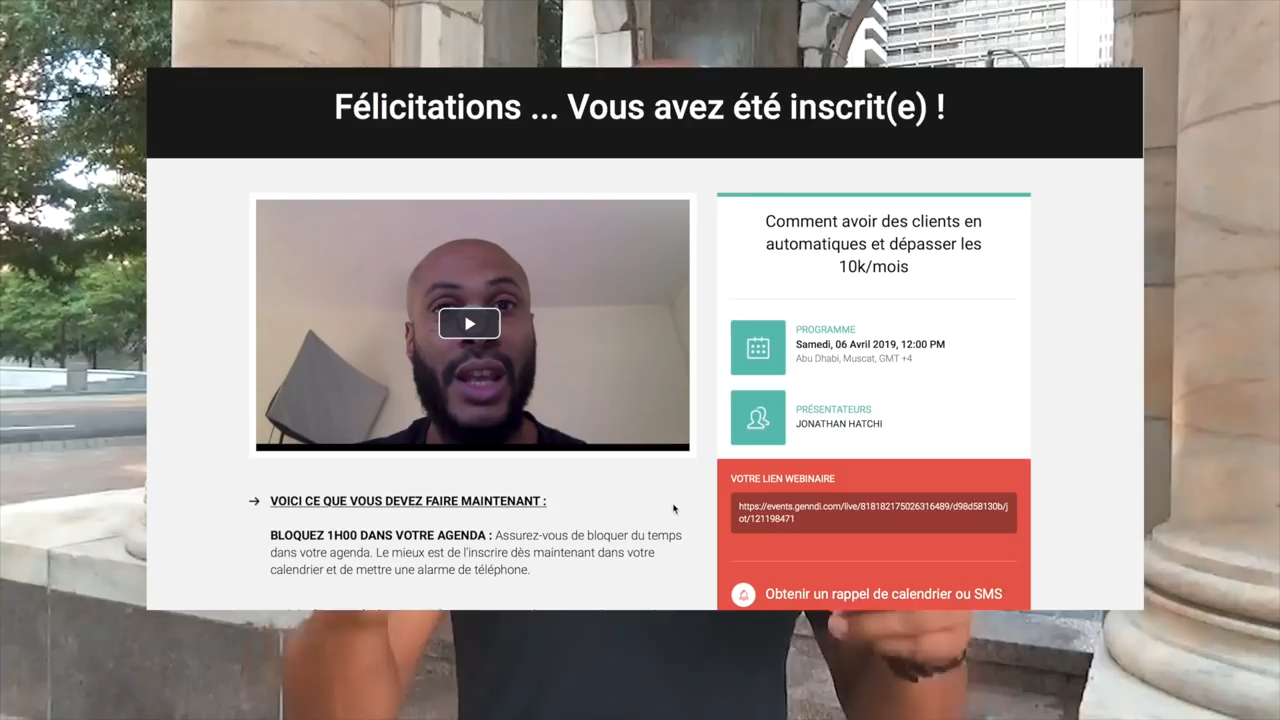 Félicitations ... Vous avez été inscrit(e) !
Comment avoir des clients en
automatiques et dépasser les
10k/mois
PROGRAMME
Samedi, 06 Avril 2019, 12:00 PM
Abu Dhabi, Muscat, GMT +4
PRÉSENTATEURS
JONATHAN HATCHI
VOTRE LIEN WEBINAIRE
https://events.genndi.com/live/818182175026316489/d98d58130b/j
ot/121198471
Obtenir un rappel de calendrier ou SMS
→ VOICI CE QUE VOUS DEVEZ FAIRE MAINTENANT :
BLOQUEZ 1H00 DANS VOTRE AGENDA : Assurez-vous de bloquer du temps
dans votre agenda. Le mieux est de l'inscrire dès maintenant dans votre
calendrier et de mettre une alarme de téléphone.